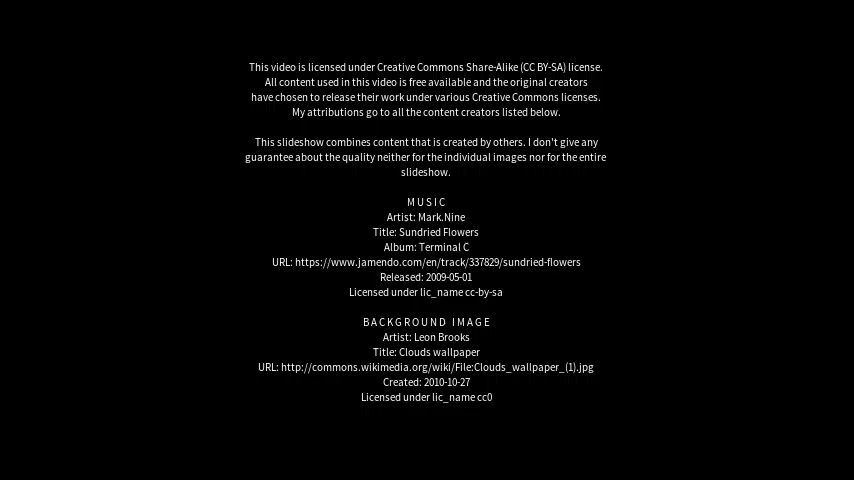 This video is licensed under Creative Commons Share-Alike (CC BY-SA) license.
All content used in this video is free available and the original creators
have chosen to release their work under various Creative Commons licenses.
My attributions go to all the content creators listed below.
This slideshow combines content that is created by others. I don't give any
guarantee about the quality neither for the individual images nor for the entire
slideshow.
MUSIC
Artist: Mark.Nine
Title: Sundried Flowers
Album: Terminal C
URL: https://www.jamendo.com/en/track/337829/sundried-flowers
Released: 2009-05-01
Licensed under lic_name cc-by-sa
BACKGROUND IMAGE
Artist: Leon Brooks
Title: Clouds wallpaper
URL: http://commons.wikimedia.org/wiki/File:Clouds_wallpaper_(1).jpg
Created: 2010-10-27
Licensed under lic_name cc0